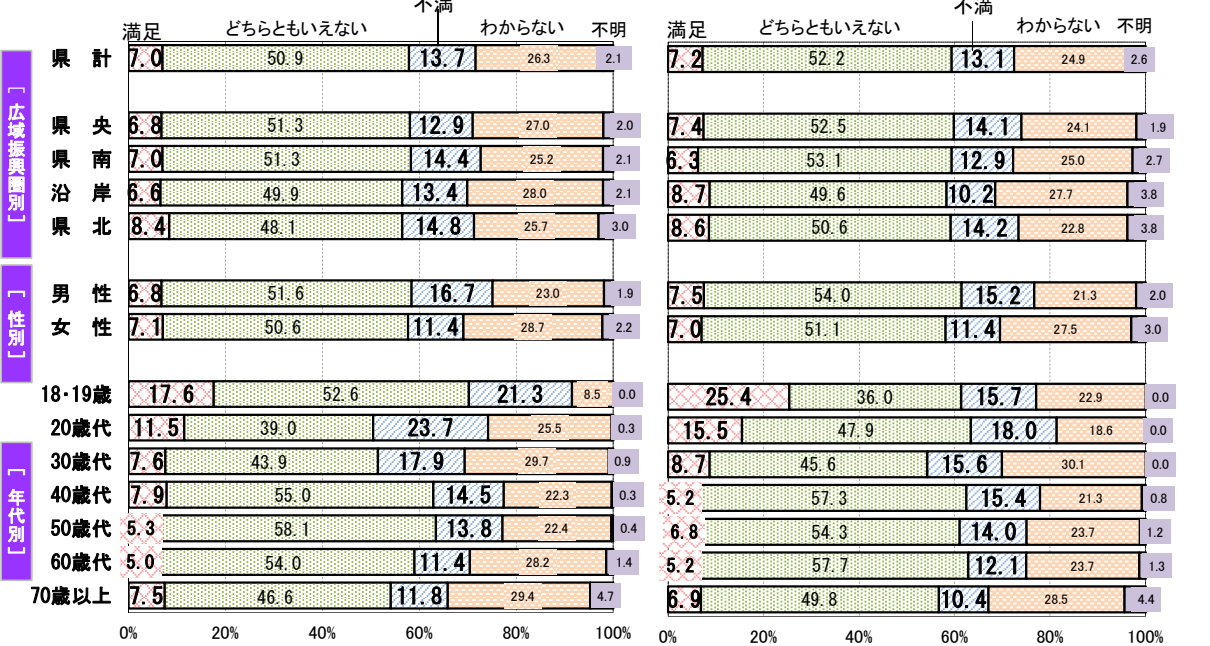 不満 不満
満足 どちらともいえない わからない 不明 満足 どちらともいえない わからない 不明
県 計 7.0 50.9 13.7 26.3 2.1 7.2 52.2 13.1 24.9 2.6
[広域振興圏別]
県 央 6.8 51.3 12.9 27.0 2.0 7.4 52.5 14.1 24.1 1.9
県 南 7.0 51.3 14.4 25.2 2.1 6.3 53.1 12.9 25.0 2.7
沿 岸 6.6 49.9 13.4 28.0 2.1 8.7 49.6 10.2 27.7 3.8
県 北 8.4 48.1 14.8 25.7 3.0 8.6 50.6 14.2 22.8 3.8
[性別]
男 性 6.8 51.6 16.7 23.0 1.9 7.5 54.0 15.2 21.3 2.0
女 性 7.1 50.6 11.4 28.7 2.2 7.0 51.1 11.4 27.5 3.0
18・19歳 17.6 52.6 21.3 8.5 0.0 25.4 36.0 15.7 22.9 0.0
20歳代 11.5 39.0 23.7 25.5 0.3 15.5 47.9 18.0 18.6 0.0
[年代別]
30歳代 7.6 43.9 17.9 29.7 0.9 8.7 45.6 15.6 30.1 0.0
40歳代 7.9 55.0 14.5 22.3 0.3 5.2 57.3 15.4 21.3 0.8
50歳代 5.3 58.1 13.8 22.4 0.4 6.8 54.3 14.0 23.7 1.2
60歳代 5.0 54.0 11.4 28.2 1.4 5.2 57.7 12.1 23.7 1.3
70歳以上 7.5 46.6 11.8 29.4 4.7 6.9 49.8 10.4 28.5 4.4
0% 20% 40% 60% 80% 100% 0% 20% 40% 60% 80% 100%